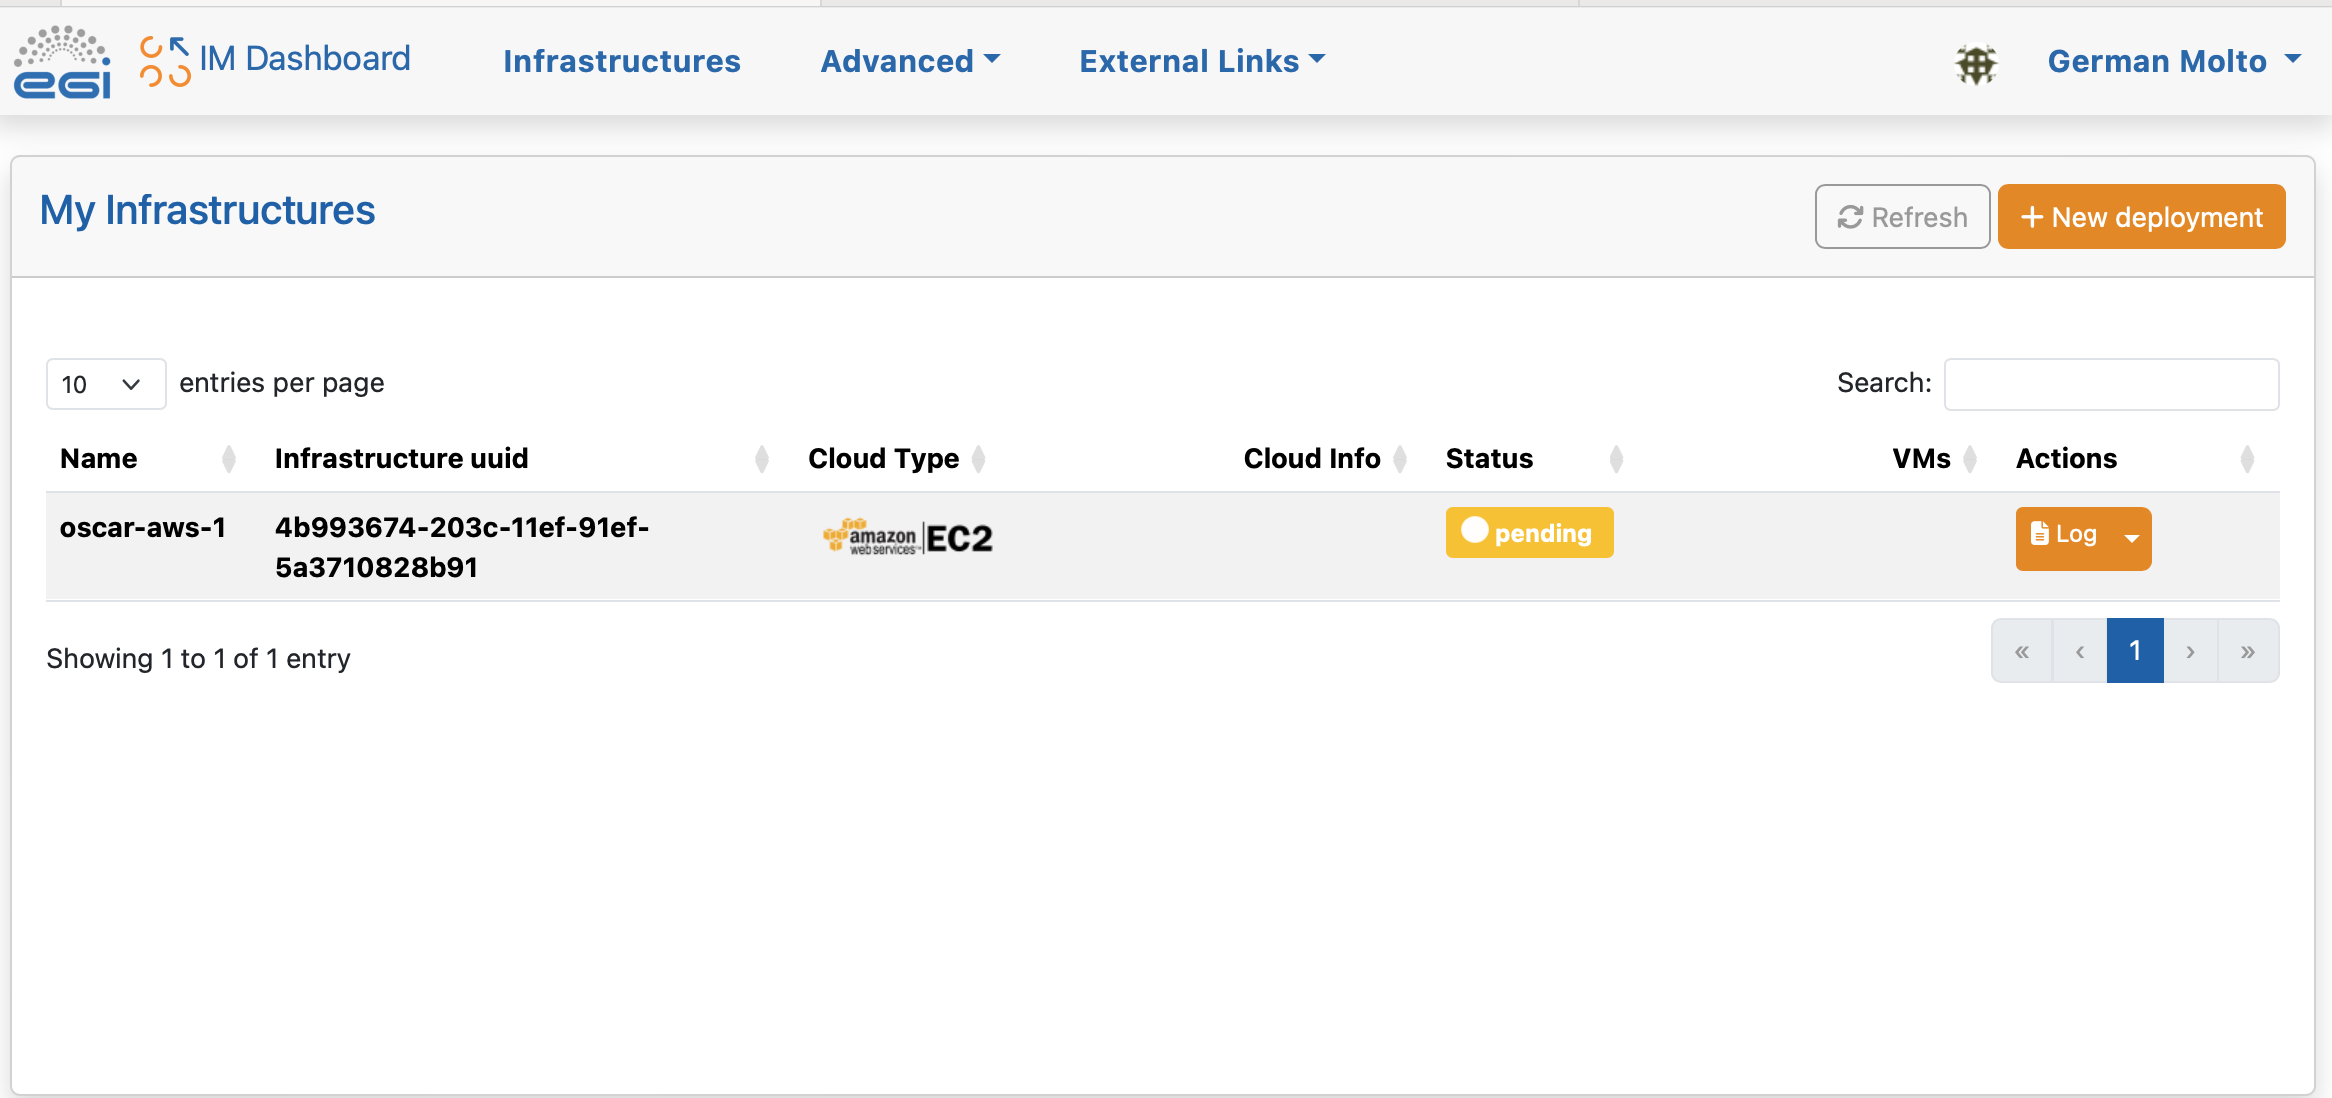 egi IM Dashboard Infrastructures Advanced External Links German Molto
My Infrastructures Refresh + New deployment
10 entries per page Search:
Name Infrastructure uuid Cloud Type Cloud Info Status VMs Actions
oscar-aws-1 4b993674-203c-11ef-91ef- amazon web services™ | EC2 pending Log
5a3710828b91
Showing 1 to 1 of 1 entry « ‹ 1 › »